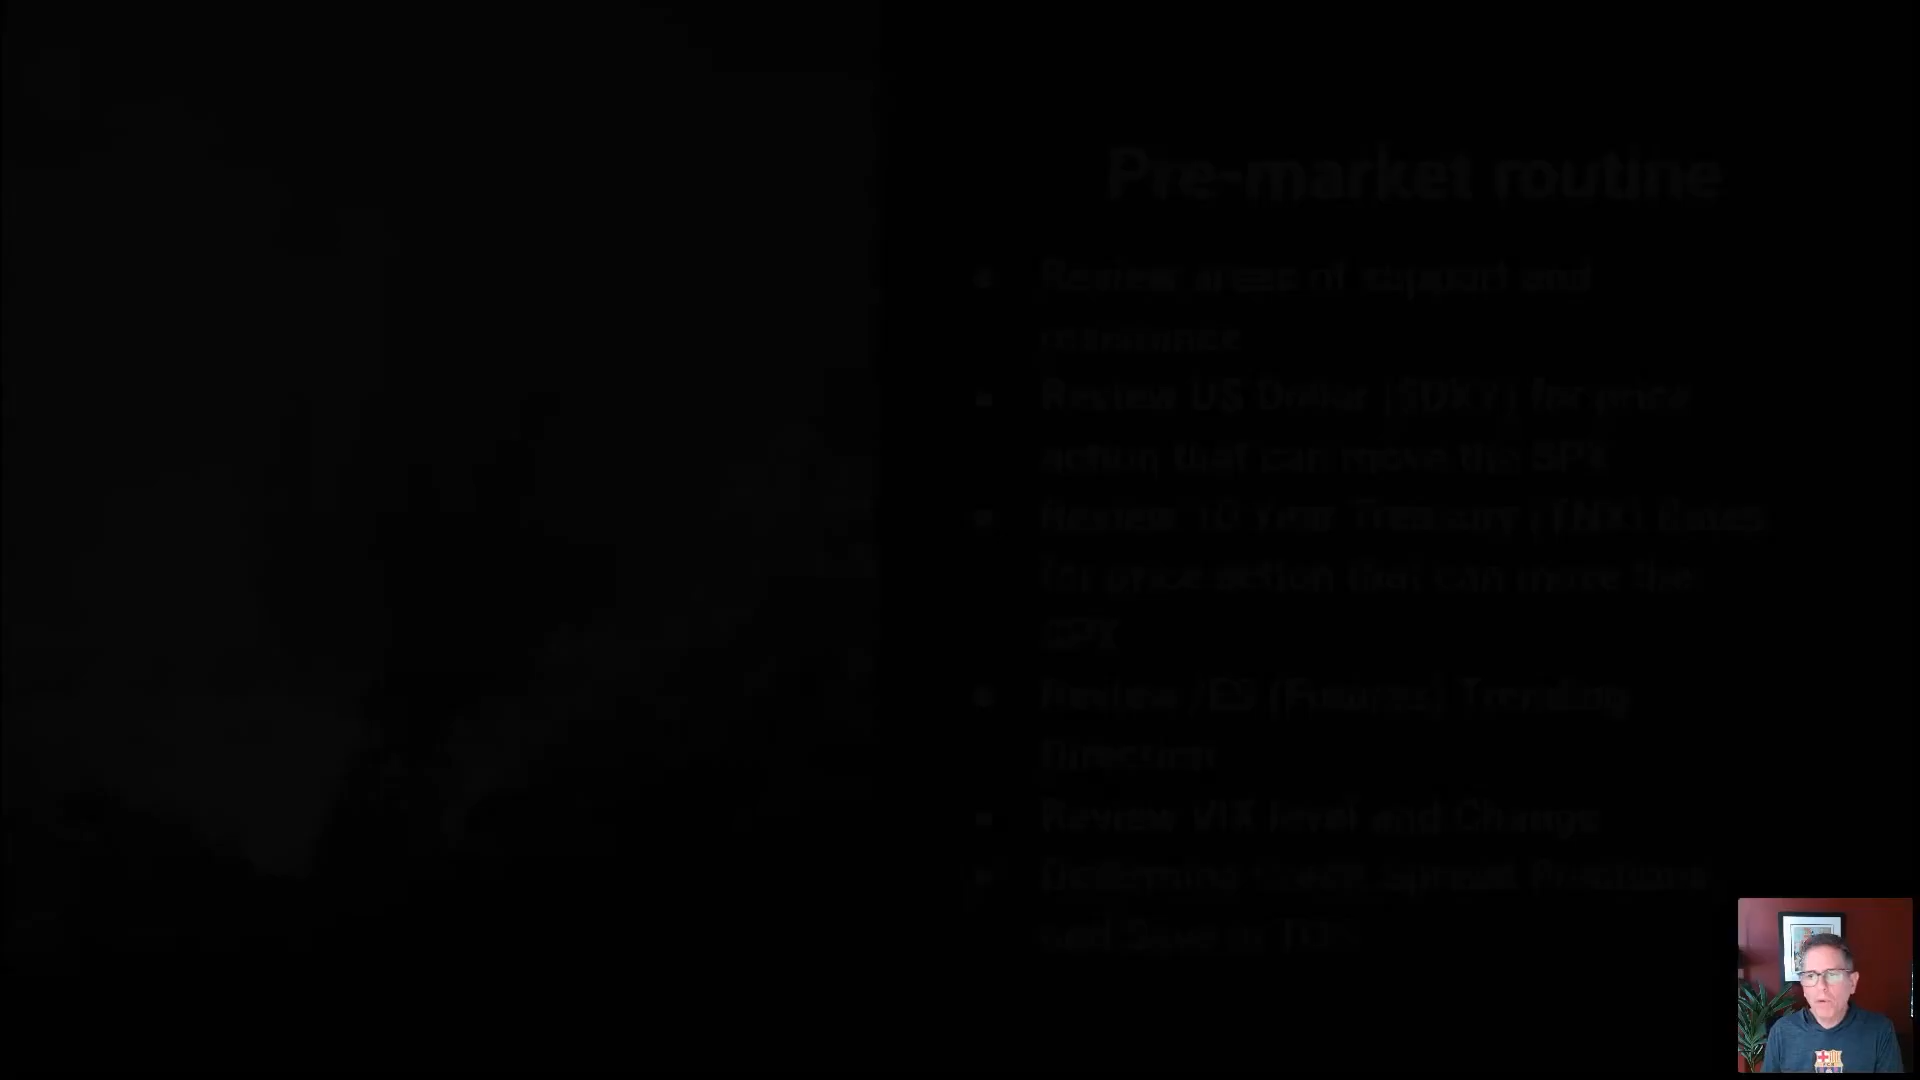 Pre-market routine
Review areas of support and
resistance
Review US Dollar ($DXY) for price
action that can move the SPX
Review 10 Year Treasury (TNX) Rates
for price action that can move the
SPX
Review /ES (Futures) Trending
Direction
Review VIX level and Change
Determine Credit Spread Positions
and Save in TOS